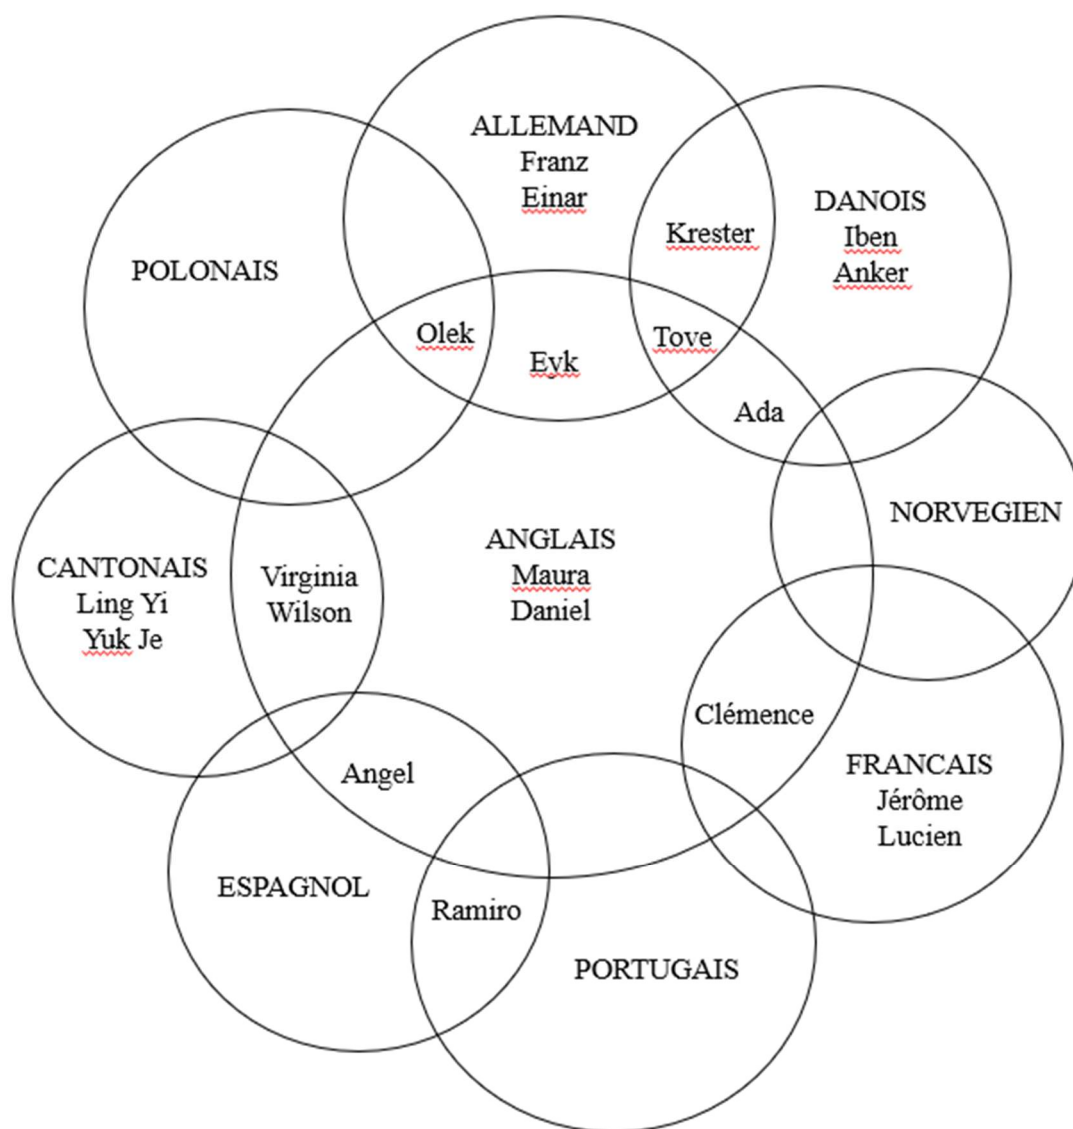 ALLEMAND
Franz
Einar
DANOIS
Iben
Anker
Krester
POLONAIS
Olek
Eyk
Tove
Ada
NORVEGIEN
ANGLAIS
Maura
Daniel
CANTONAIS
Ling Yi
Yuk Je
Virginia
Wilson
Clémence
FRANCAIS
Jérôme
Lucien
Angel
ESPAGNOL
Ramiro
PORTUGAIS